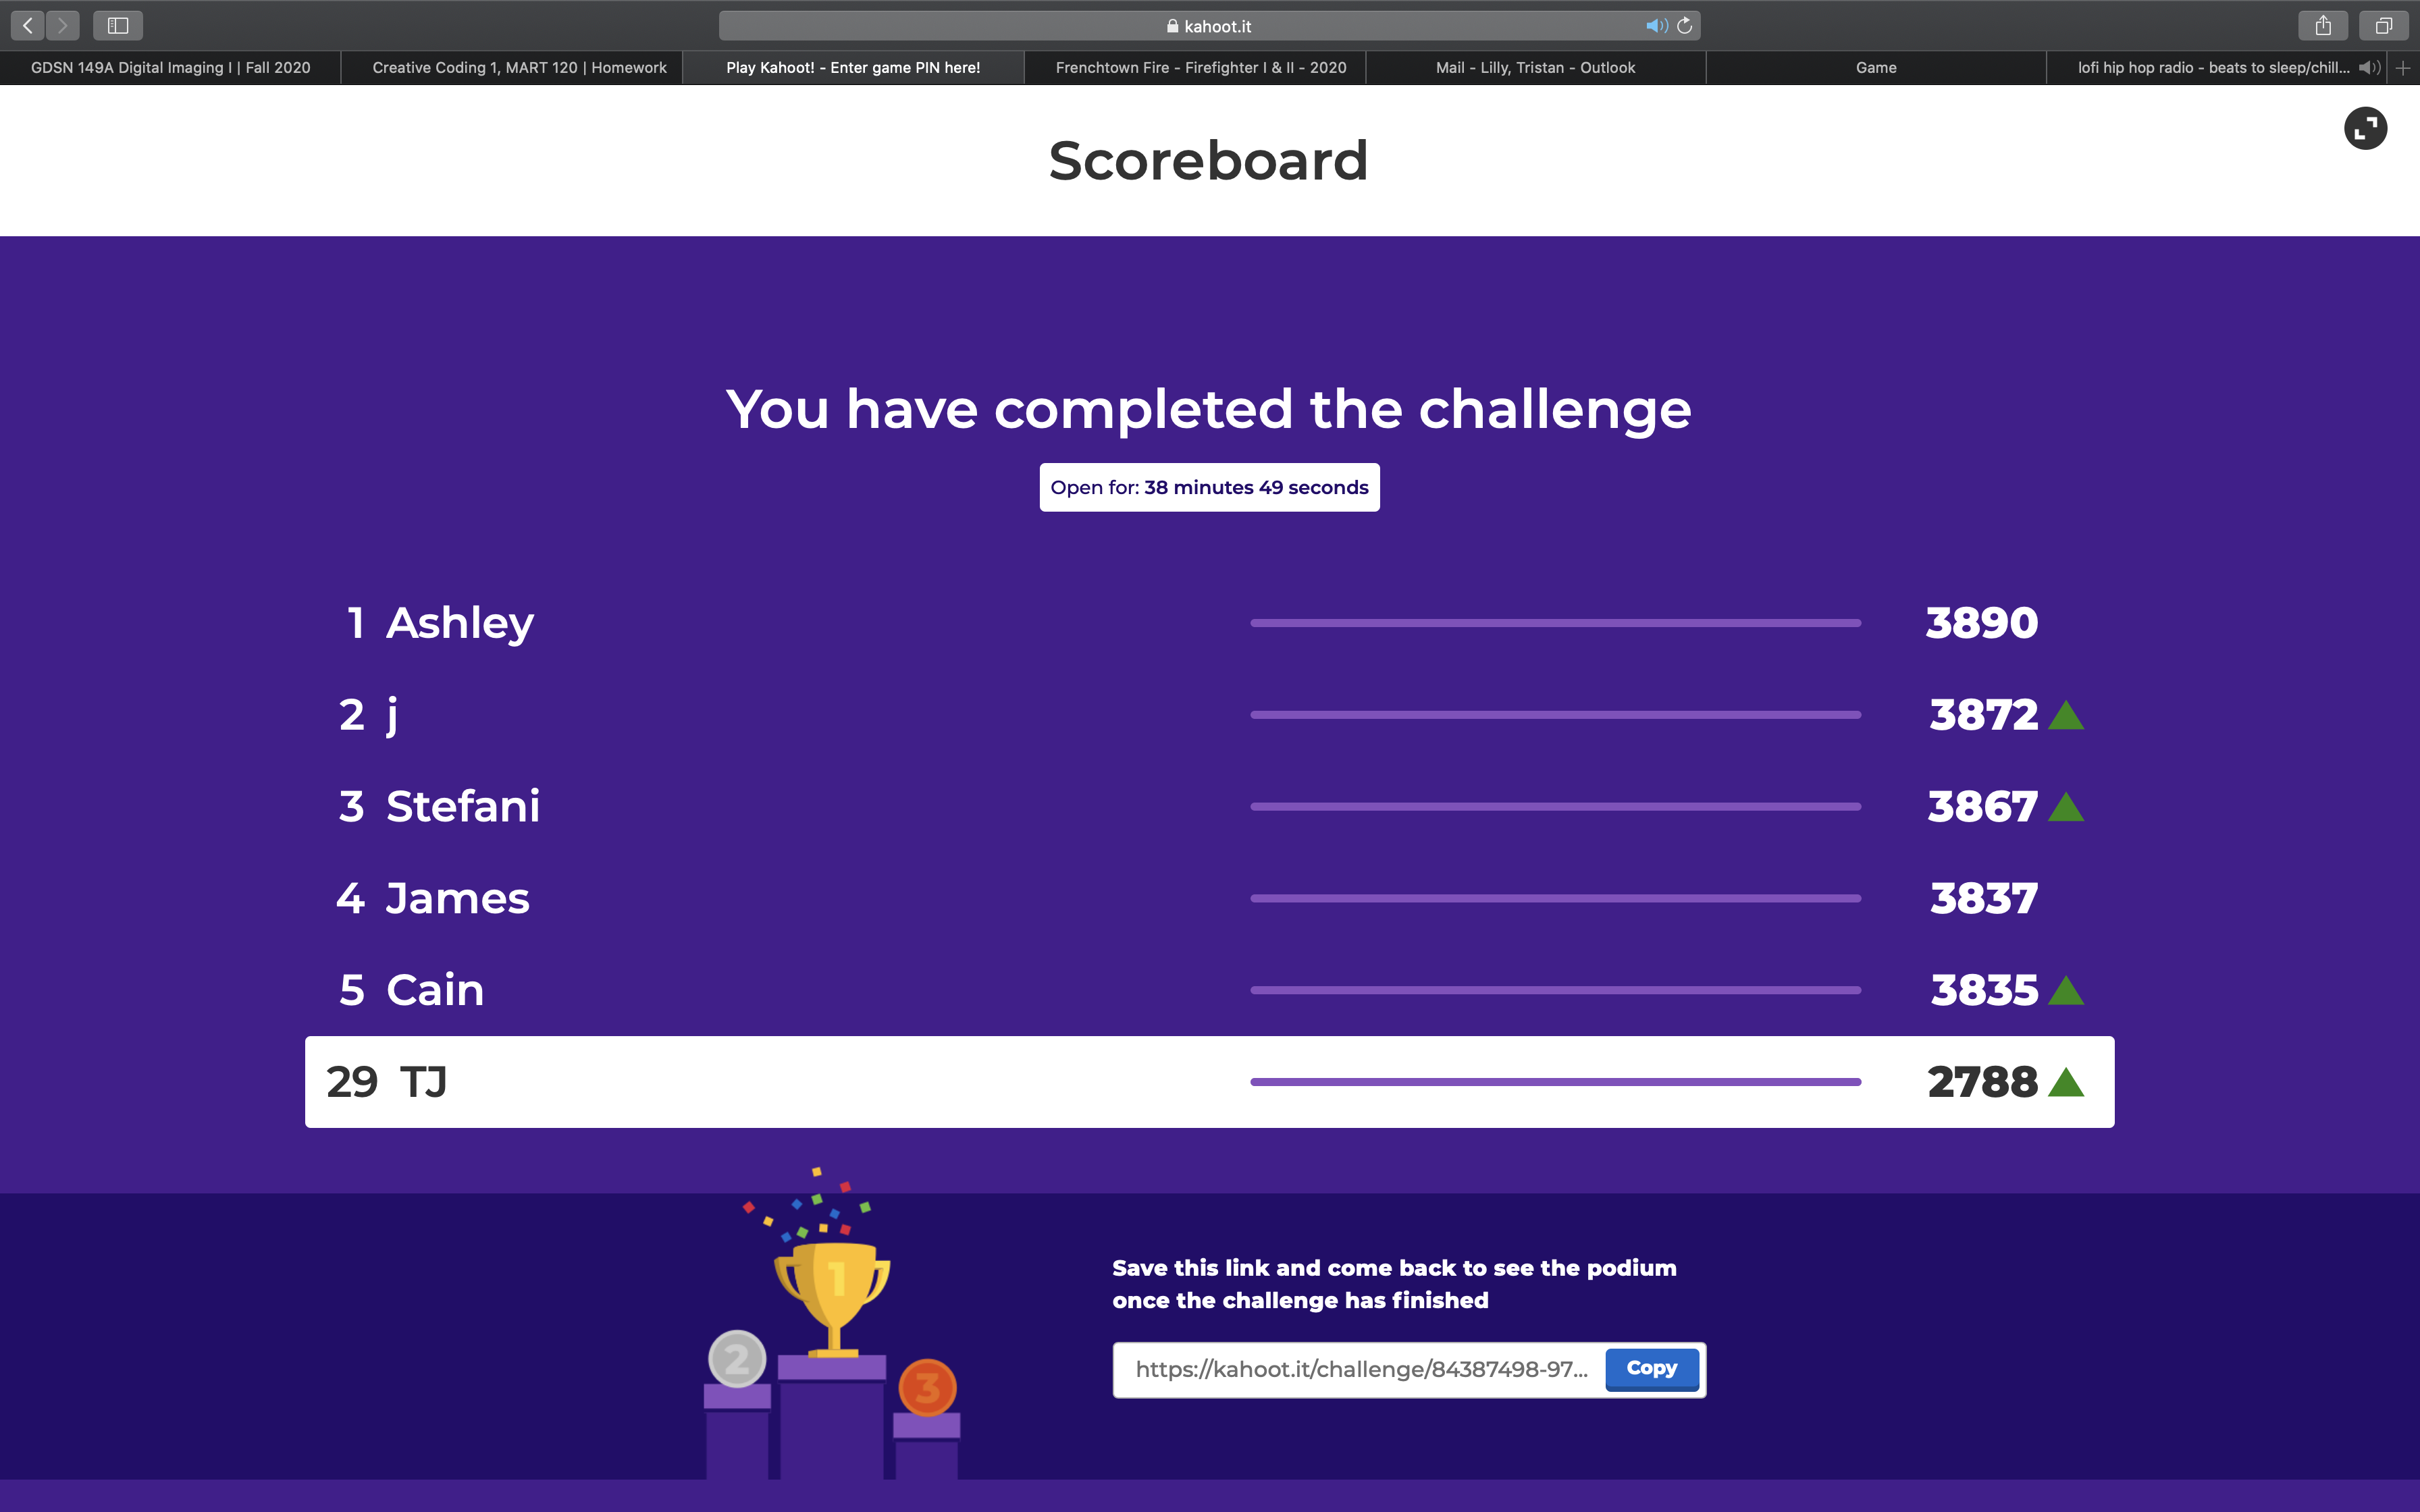 kahoot.it
GDSN 149A Digital Imaging I | Fall 2020
Creative Coding 1, MART 120 | Homework
Play Kahoot! - Enter game PIN here!
Frenchtown Fire - Firefighter I & II - 2020
Mail - Lilly, Tristan - Outlook
Game
lofi hip hop radio - beats to sleep/chill...
Scoreboard
You have completed the challenge
Open for: 38 minutes 49 seconds
1 Ashley 3890
2 j 3872
3 Stefani 3867
4 James 3837
5 Cain 3835
29 TJ 2788
1
2
3
Save this link and come back to see the podium
once the challenge has finished
https://kahoot.it/challenge/84387498-97... Copy